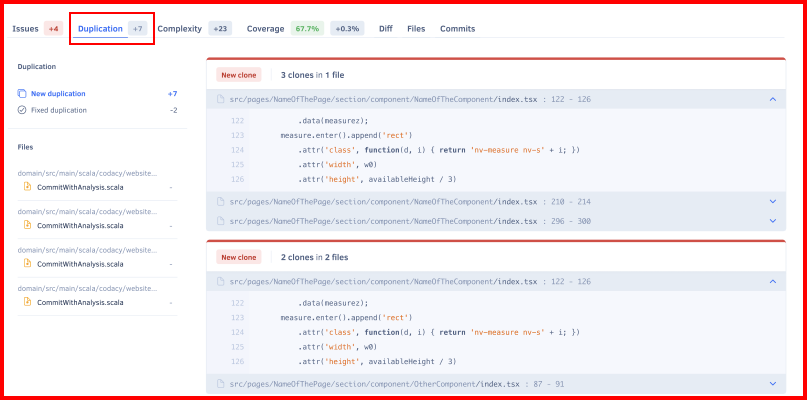 Issues +4 Duplication +7 Complexity +23 Coverage 67.7% +0.3% Diff Files Commits
Duplication
New duplication +7
Fixed duplication -2
Files
domain/src/main/scala/codacy/website...
CommitWithAnalysis.scala -
domain/src/main/scala/codacy/website...
CommitWithAnalysis.scala -
domain/src/main/scala/codacy/website...
CommitWithAnalysis.scala -
domain/src/main/scala/codacy/website...
CommitWithAnalysis.scala -
New clone 3 clones in 1 file
src/pages/NameOfThePage/section/component/NameOfTheComponent/index.tsx : 122 - 126
122 .data(measurez);
123 measure.enter().append('rect')
124 .attr('class', function(d, i) { return 'nv-measure nv-s' + i; })
125 .attr('width', w0)
126 .attr('height', availableHeight / 3)
src/pages/NameOfThePage/section/component/NameOfTheComponent/index.tsx : 210 - 214
src/pages/NameOfThePage/section/component/NameOfTheComponent/index.tsx : 296 - 300
New clone 2 clones in 2 files
src/pages/NameOfThePage/section/component/NameOfTheComponent/index.tsx : 122 - 126
122 .data(measurez);
123 measure.enter().append('rect')
124 .attr('class', function(d, i) { return 'nv-measure nv-s' + i; })
125 .attr('width', w0)
126 .attr('height', availableHeight / 3)
src/pages/NameOfThePage/section/component/OtherComponent/index.tsx : 87 - 91